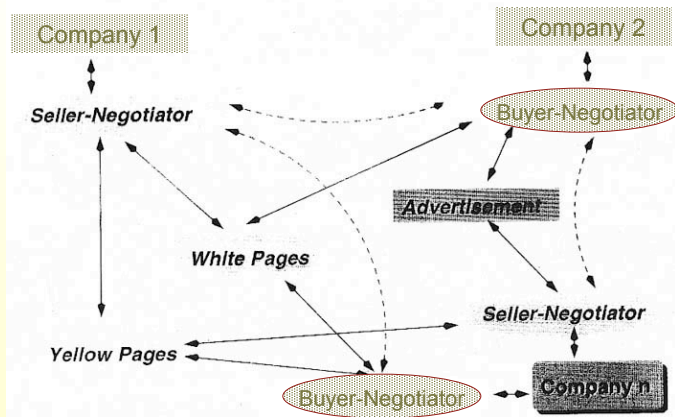 Company 1
Company 2
Seller-Negotiator
Buyer-Negotiator
Advertisement
White Pages
Seller-Negotiator
Yellow Pages
Buyer-Negotiator
Company n